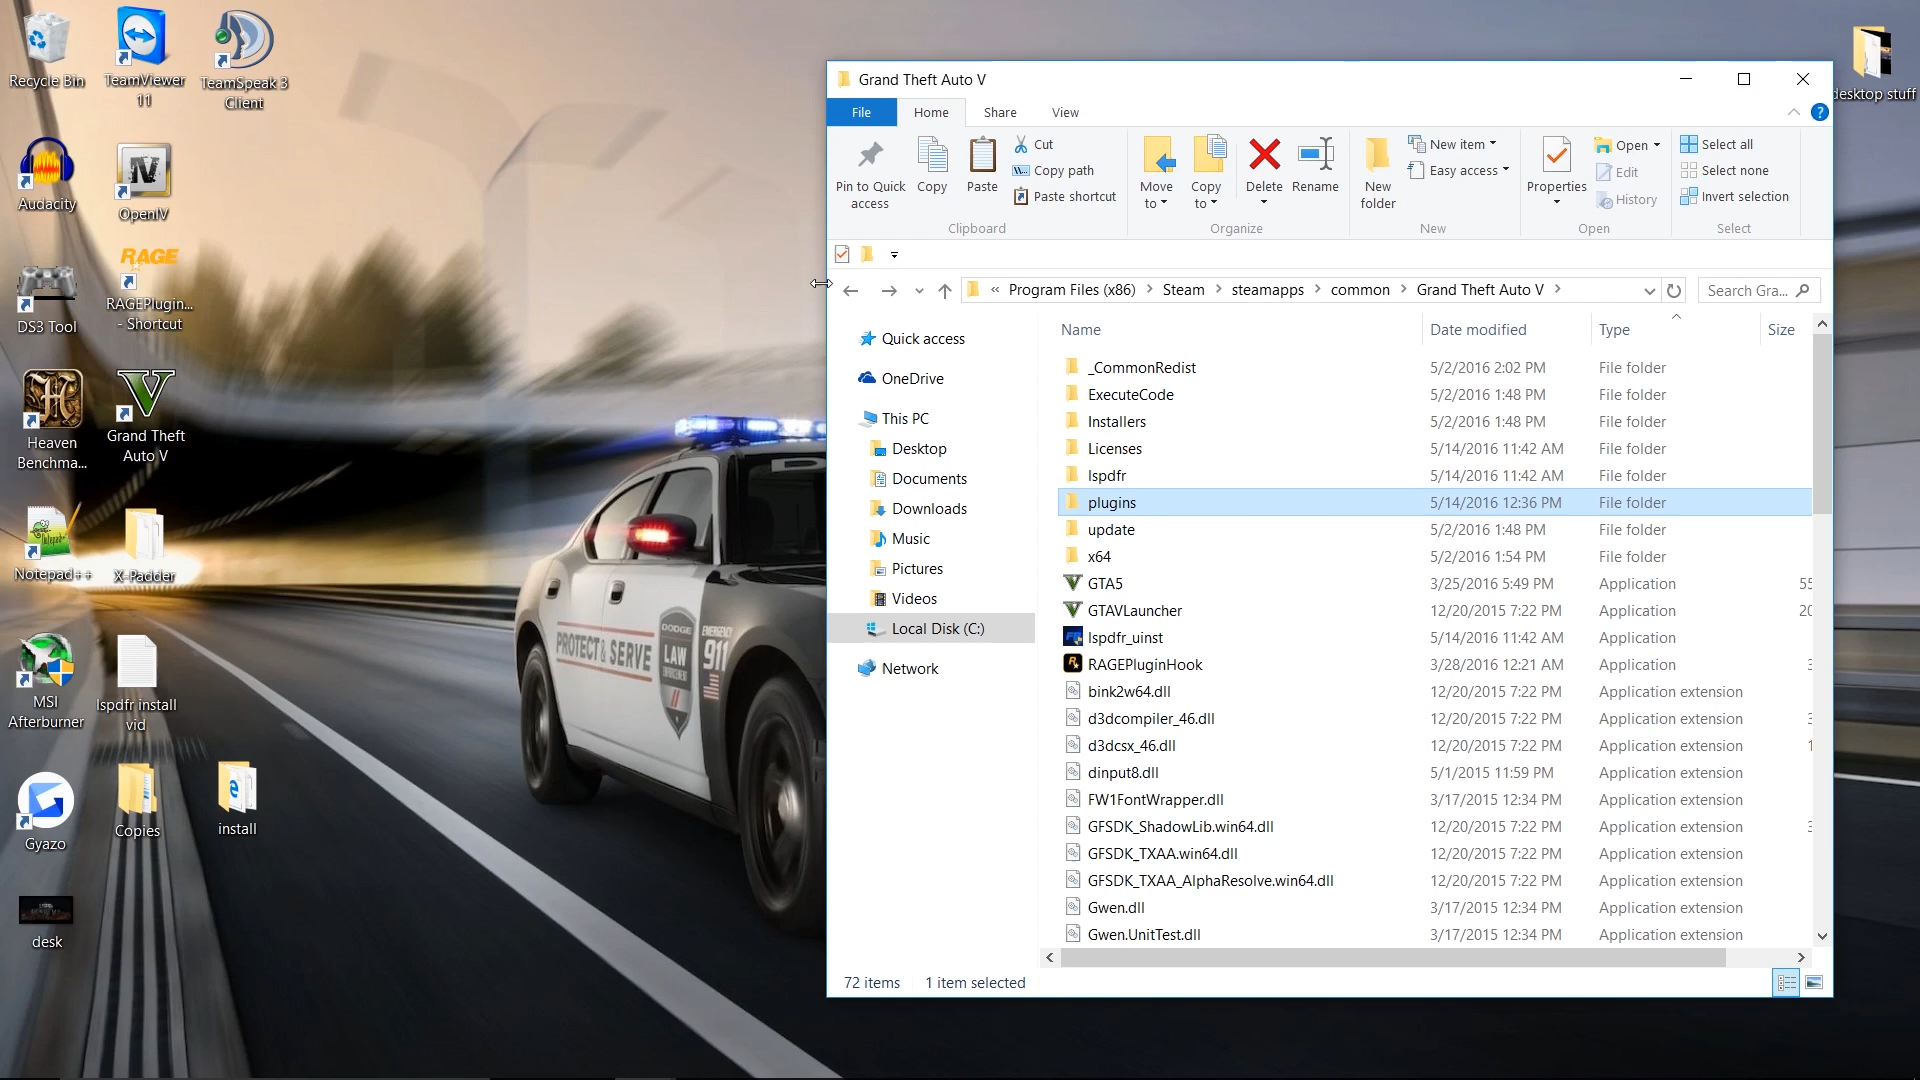 Recycle Bin
TeamViewer
11
TeamSpeak 3
Client
desktop stuff
Audacity
OpenIV
RAGE
RAGEPlugin...
- Shortcut
DS3 Tool
Heaven
Benchma...
Grand Theft
Auto V
Notepad++
X-Padder
MSI
Afterburner
lspdfr install
vid
Gyazo
Copies
install
desk
PROTECT & SERVE
DODGE
LAW
EMERGENCY
911
Grand Theft Auto V
File
Home
Share
View
Pin to Quick
access
Copy
Paste
Cut
Copy path
Paste shortcut
Clipboard
Move
to
Copy
to
Delete
Rename
Organize
New
folder
New item
Easy access
New
Properties
Open
Edit
History
Open
Select all
Select none
Invert selection
Select
« Program Files (x86) > Steam > steamapps > common > Grand Theft Auto V >
Search Gra...
Quick access
OneDrive
This PC
Desktop
Documents
Downloads
Music
Pictures
Videos
Local Disk (C:)
Network
Name Date modified Type Size
_CommonRedist 5/2/2016 2:02 PM File folder
ExecuteCode 5/2/2016 1:48 PM File folder
Installers 5/2/2016 1:48 PM File folder
Licenses 5/14/2016 11:42 AM File folder
lspdfr 5/14/2016 11:42 AM File folder
plugins 5/14/2016 12:36 PM File folder
update 5/2/2016 1:48 PM File folder
x64 5/2/2016 1:54 PM File folder
GTA5 3/25/2016 5:49 PM Application 55
GTAVLauncher 12/20/2015 7:22 PM Application 20
lspdfr_uinst 5/14/2016 11:42 AM Application
RAGEPluginHook 3/28/2016 12:21 AM Application
bink2w64.dll 12/20/2015 7:22 PM Application extension
d3dcompiler_46.dll 12/20/2015 7:22 PM Application extension
d3dcsx_46.dll 12/20/2015 7:22 PM Application extension
dinput8.dll 5/1/2015 11:59 PM Application extension
FW1FontWrapper.dll 3/17/2015 12:34 PM Application extension
GFSDK_ShadowLib.win64.dll 12/20/2015 7:22 PM Application extension
GFSDK_TXAA.win64.dll 12/20/2015 7:22 PM Application extension
GFSDK_TXAA_AlphaResolve.win64.dll 12/20/2015 7:22 PM Application extension
Gwen.dll 3/17/2015 12:34 PM Application extension
Gwen.UnitTest.dll 3/17/2015 12:34 PM Application extension
72 items 1 item selected